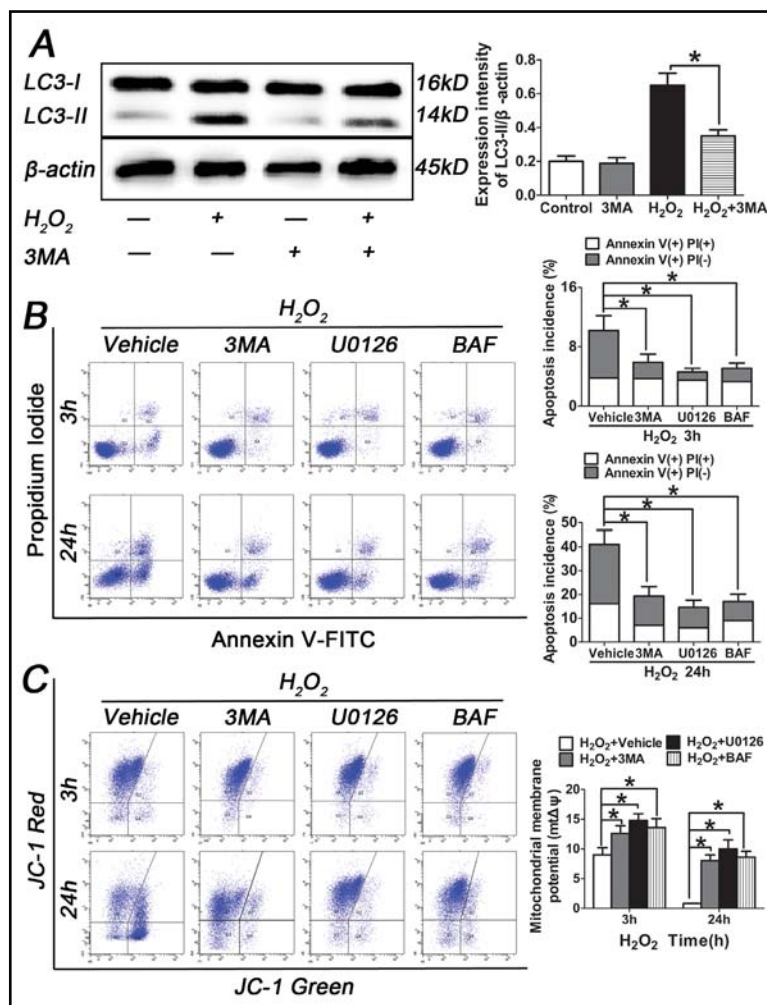 A
LC3-I 16kD
LC3-II 14kD
β-actin 45kD
H₂O₂ — + — +
3MA — — + +
Expression intensity
of LC3-II/β -actin
0.8
0.6
0.4
0.2
0.0
*
Control 3MA H₂O₂ H₂O₂+3MA
B
H₂O₂
Vehicle 3MA U0126 BAF
3h
24h
Propidium Iodide
Annexin V-FITC
Annexin V(+) PI(+)
Annexin V(+) PI(-)
Apoptosis incidence (%)
16
8
0
* * *
Vehicle 3MA U0126 BAF
H₂O₂ 3h
Annexin V(+) PI(+)
Annexin V(+) PI(-)
Apoptosis incidence (%)
50
40
30
20
10
0
* * *
Vehicle 3MA U0126 BAF
H₂O₂ 24h
C
H₂O₂
Vehicle 3MA U0126 BAF
3h
24h
JC-1 Red
JC-1 Green
H₂O₂+Vehicle H₂O₂+U0126
H₂O₂+3MA H₂O₂+BAF
Mitochondrial membrane
potential (mtΔψ)
20
15
10
5
0
* * *
* * *
3h 24h
H₂O₂ Time(h)